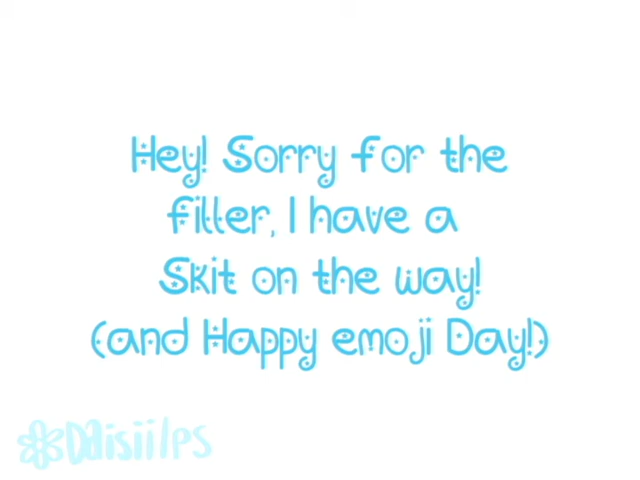 Hey! Sorry for the
filler, I have a
Skit on the way!
(and Happy emoji Day!)
Daisiilps